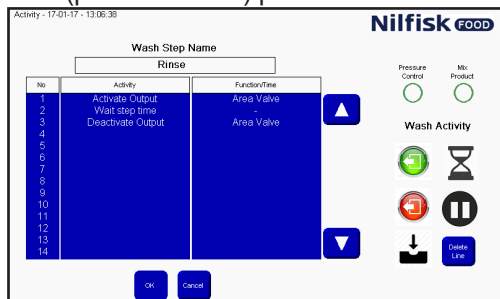 Activity - 17-01-17 - 13:06:38
Nilfisk FOOD
Wash Step Name
Rinse
Pressure Control
Mix Product
No Activity Function/Time
1 Activate Output Area Valve
2 Wait step time -
3 Deactivate Output Area Valve
4
5
6
7
8
9
10
11
12
13
14
Wash Activity
Delete Line
OK Cancel